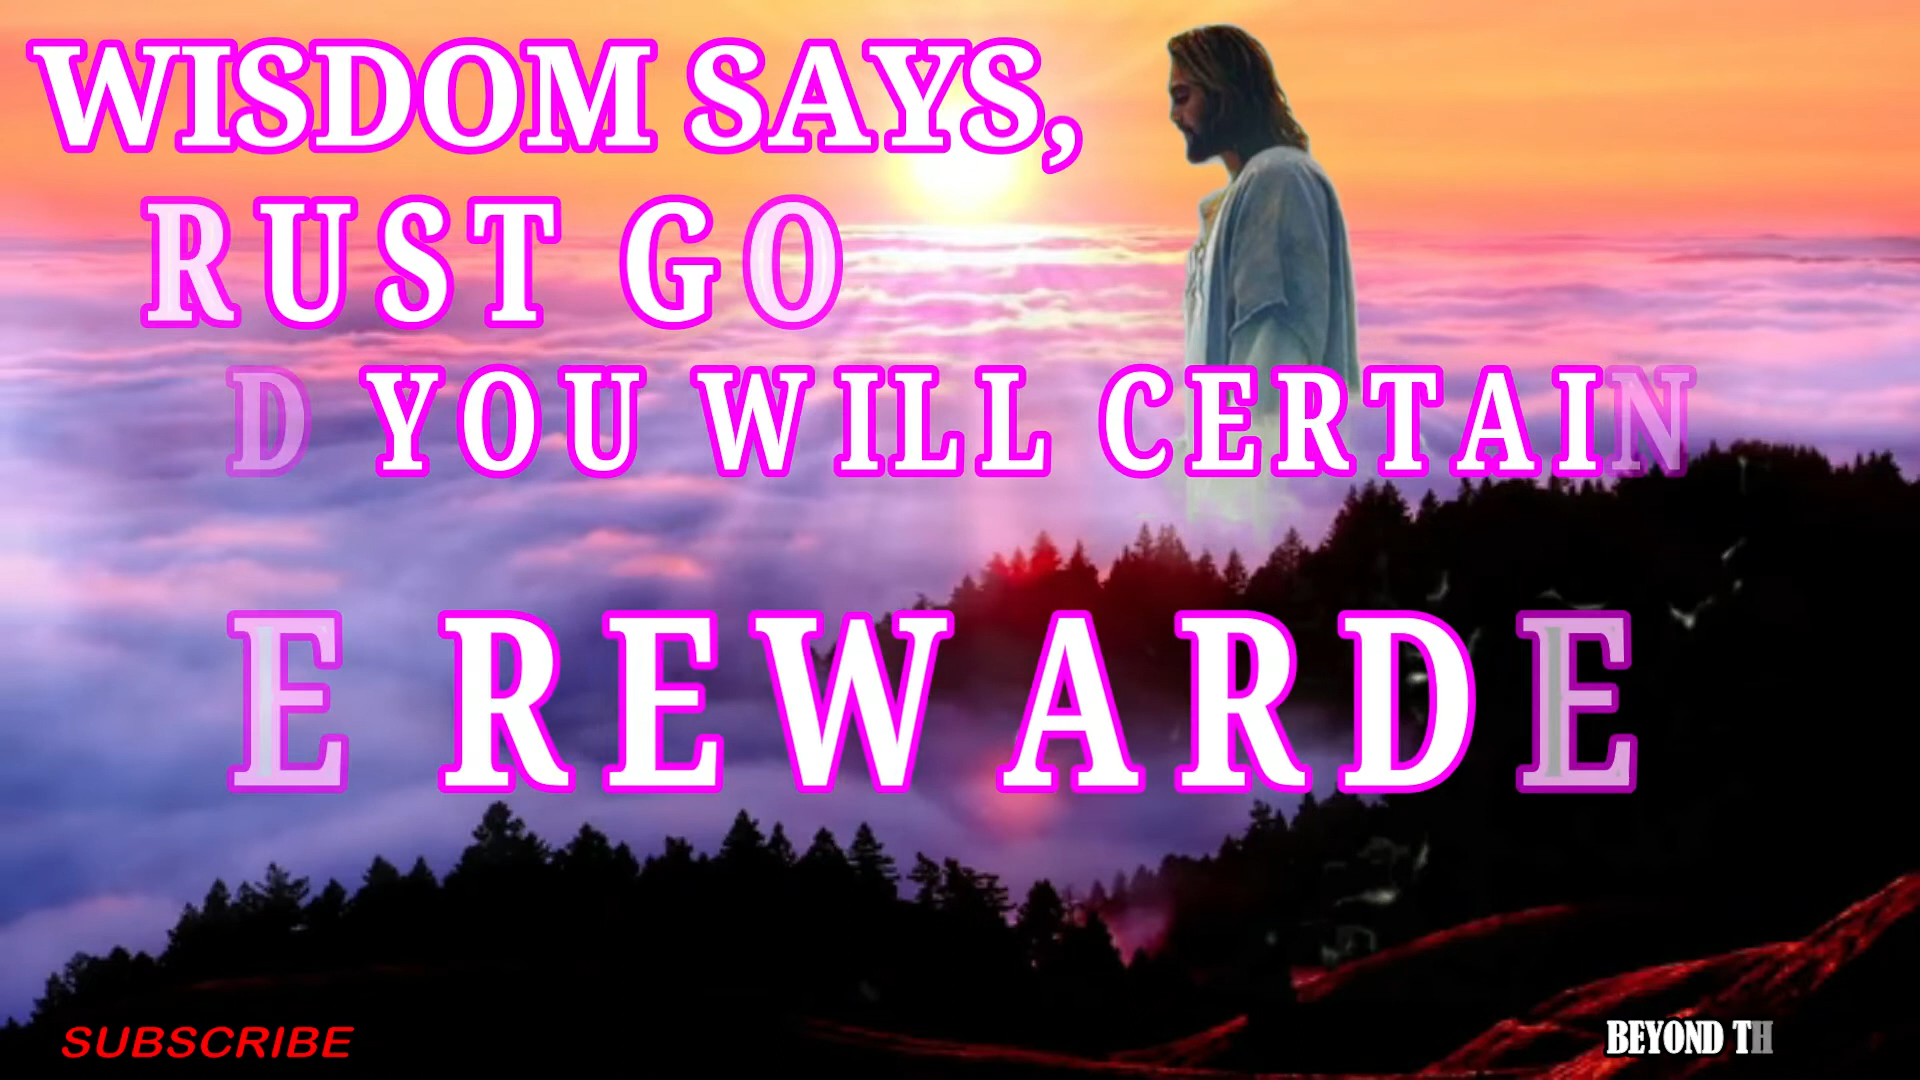 WISDOM SAYS,
RUST GO
D YOU WILL CERTAIN
E REWARDE
SUBSCRIBE
BEYOND TH